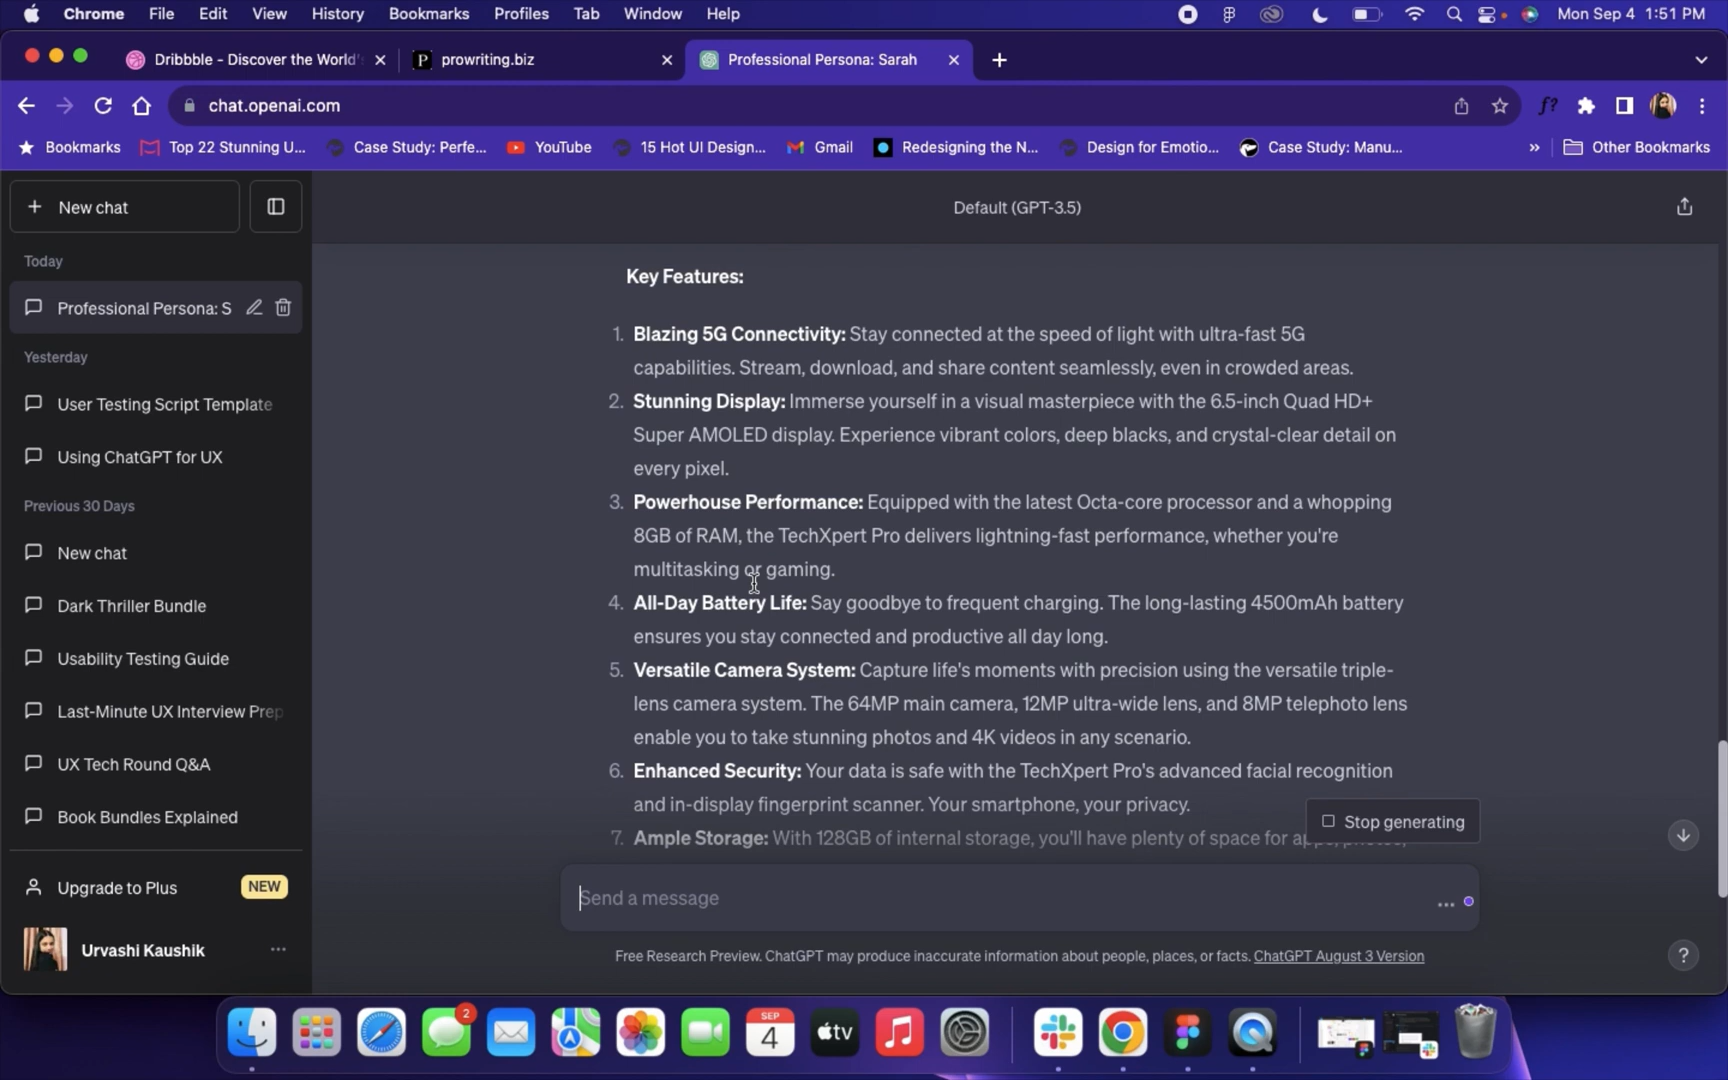 Chrome File Edit View History Bookmarks Profiles Tab Window Help Mon Sep 4 1:51 PM
Dribbble - Discover the World' prowriting.biz Professional Persona: Sarah
chat.openai.com
Bookmarks Top 22 Stunning U... Case Study: Perfe... YouTube 15 Hot UI Design... Gmail Redesigning the N... Design for Emotio... Case Study: Manu... » Other Bookmarks
+ New chat
Default (GPT-3.5)
Today
Professional Persona: S
Yesterday
User Testing Script Template
Using ChatGPT for UX
Previous 30 Days
New chat
Dark Thriller Bundle
Usability Testing Guide
Last-Minute UX Interview Prep
UX Tech Round Q&A
Book Bundles Explained
Upgrade to Plus NEW
Urvashi Kaushik ...
Key Features:
1. Blazing 5G Connectivity: Stay connected at the speed of light with ultra-fast 5G
capabilities. Stream, download, and share content seamlessly, even in crowded areas.
2. Stunning Display: Immerse yourself in a visual masterpiece with the 6.5-inch Quad HD+
Super AMOLED display. Experience vibrant colors, deep blacks, and crystal-clear detail on
every pixel.
3. Powerhouse Performance: Equipped with the latest Octa-core processor and a whopping
8GB of RAM, the TechXpert Pro delivers lightning-fast performance, whether you're
multitasking or gaming.
4. All-Day Battery Life: Say goodbye to frequent charging. The long-lasting 4500mAh battery
ensures you stay connected and productive all day long.
5. Versatile Camera System: Capture life's moments with precision using the versatile triple-
lens camera system. The 64MP main camera, 12MP ultra-wide lens, and 8MP telephoto lens
enable you to take stunning photos and 4K videos in any scenario.
6. Enhanced Security: Your data is safe with the TechXpert Pro's advanced facial recognition
and in-display fingerprint scanner. Your smartphone, your privacy.
Stop generating
7. Ample Storage: With 128GB of internal storage, you'll have plenty of space for apps, photos,
Send a message
Free Research Preview. ChatGPT may produce inaccurate information about people, places, or facts. ChatGPT August 3 Version
?
2
SEP
4
tv